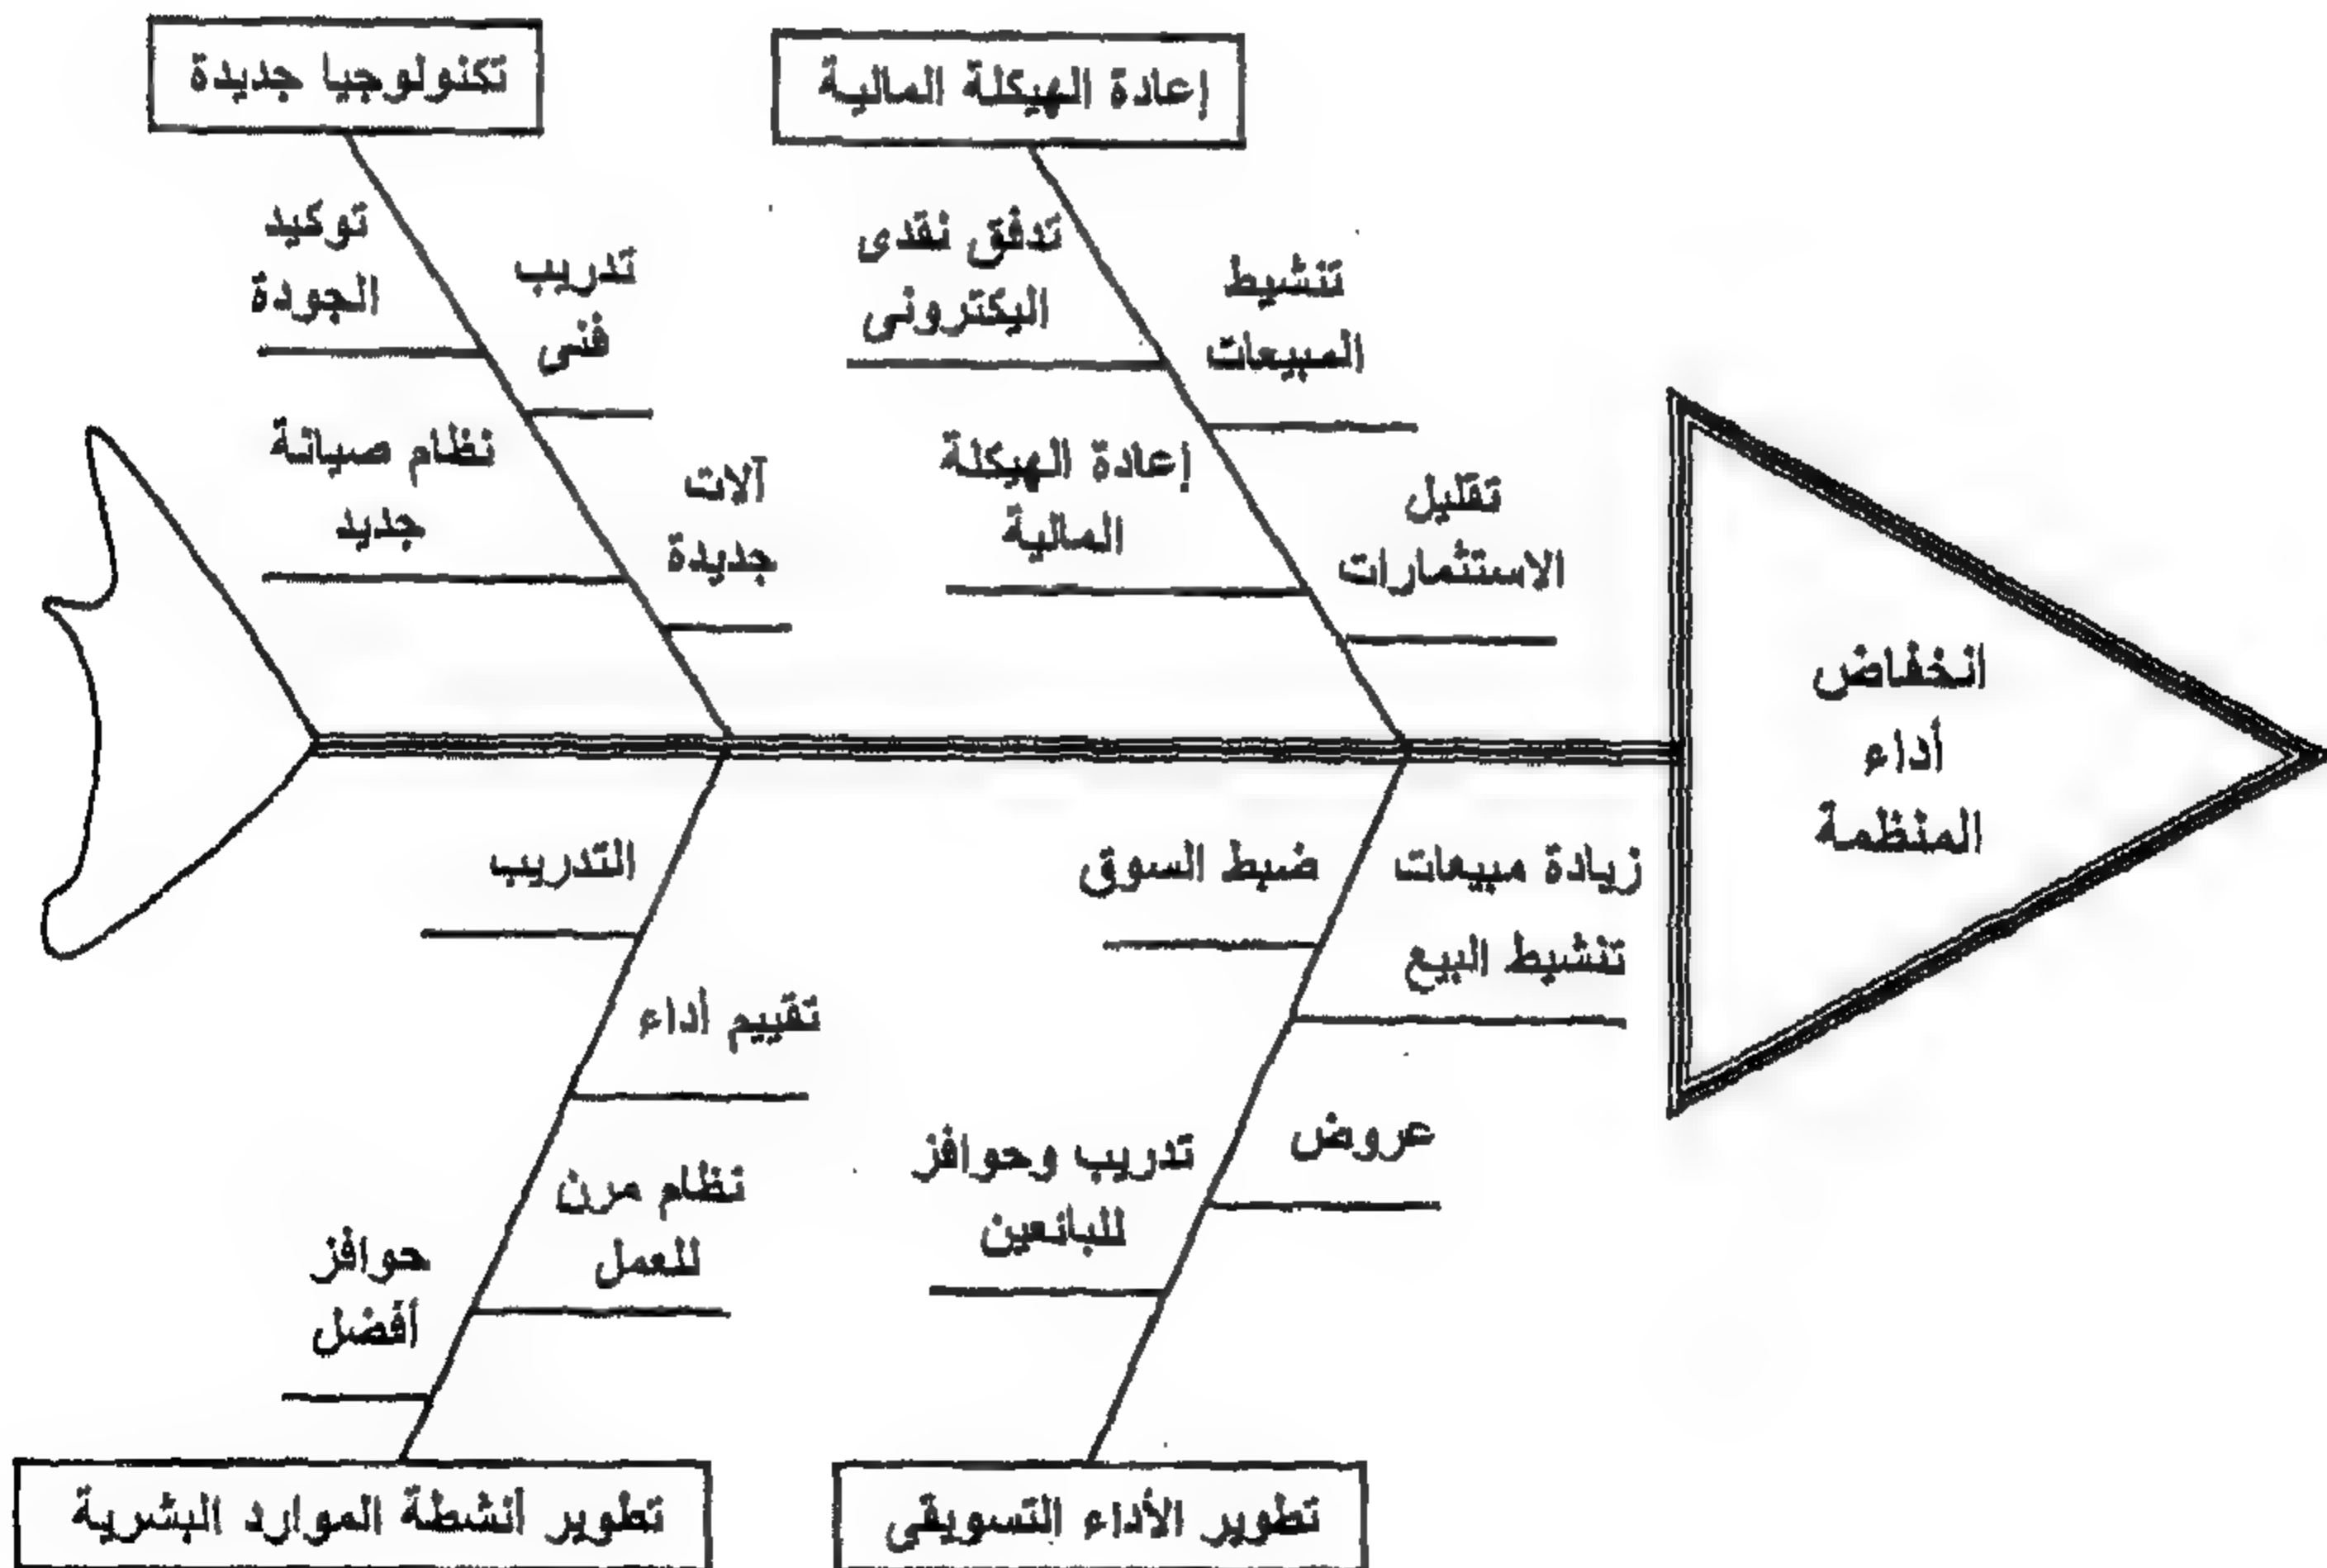 إعادة الهيكلة المالية
تكنولوجيا جديدة
تنشيط
المبيعات
تدفق نقدى
اليكترونى
تقليل
الاستثمارات
إعادة الهيكلة
المالية
تدريب
فنى
توكيد
الجودة
آلات
جديدة
نظام صيانة
جديد
انخفاض
أداء
المنظمة
زيادة مبيعات
تنشيط البيع
ضبط السوق
عروض
تدريب وحوافز
للبائعين
التدريب
تقييم أداء
نظام مرن
للعمل
حوافز
أفضل
تطوير الأداء التسويقى
تطوير أنشطة الموارد البشرية